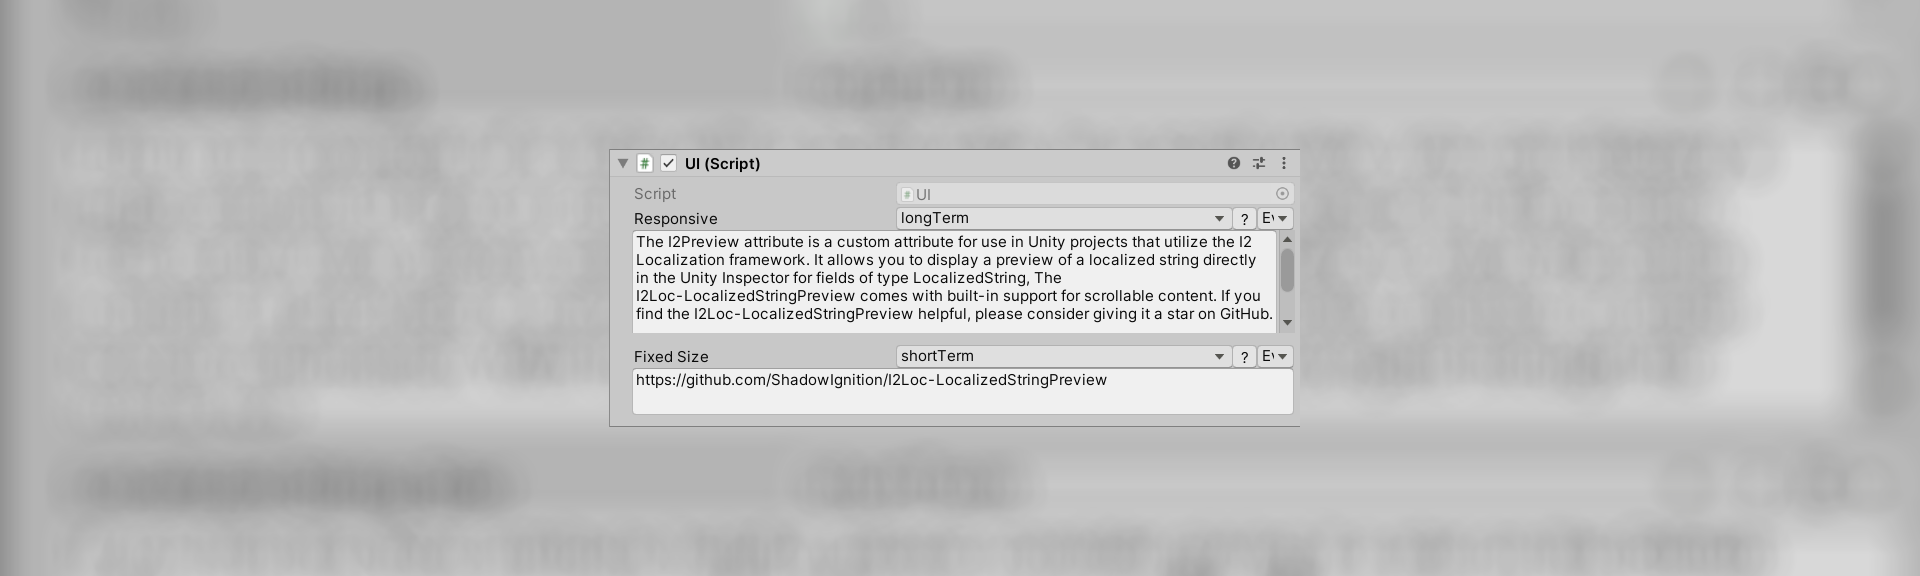 # UI (Script) ?
Script # UI
Responsive longTerm ? E
The I2Preview attribute is a custom attribute for use in Unity projects that utilize the I2
Localization framework. It allows you to display a preview of a localized string directly
in the Unity Inspector for fields of type LocalizedString, The
I2Loc-LocalizedStringPreview comes with built-in support for scrollable content. If you
find the I2Loc-LocalizedStringPreview helpful, please consider giving it a star on GitHub.
Fixed Size shortTerm ? E
https://github.com/ShadowIgnition/I2Loc-LocalizedStringPreview